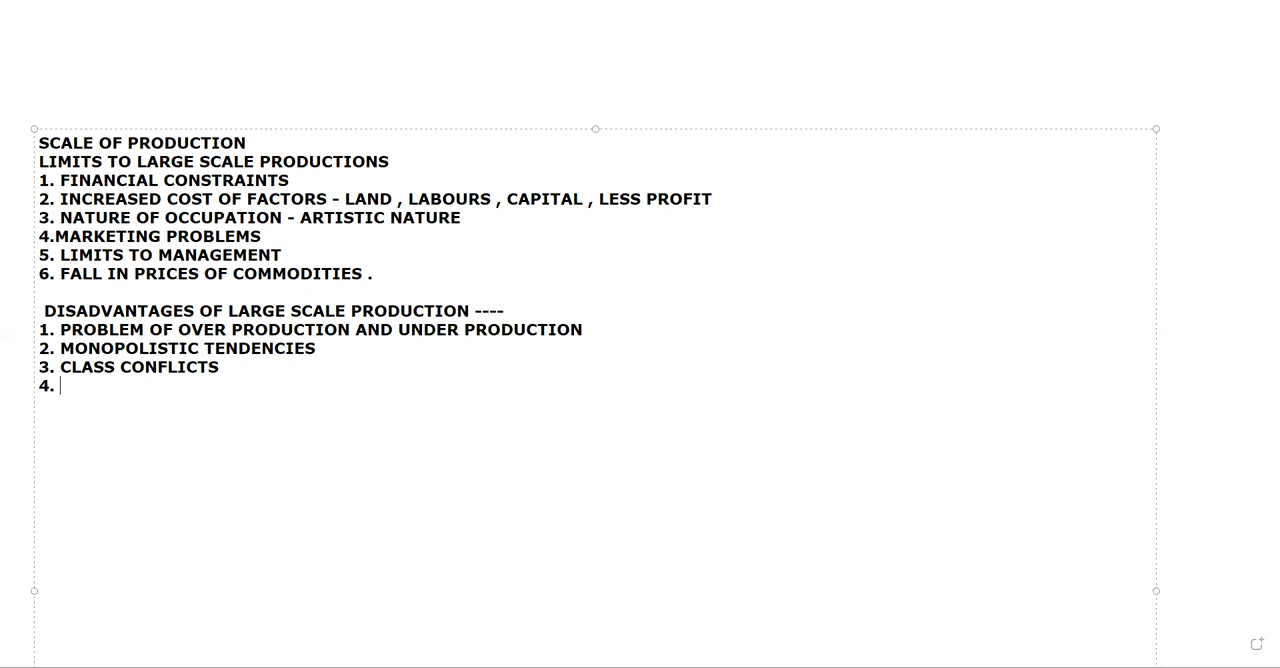 SCALE OF PRODUCTION
LIMITS TO LARGE SCALE PRODUCTIONS
1. FINANCIAL CONSTRAINTS
2. INCREASED COST OF FACTORS - LAND , LABOURS , CAPITAL , LESS PROFIT
3. NATURE OF OCCUPATION - ARTISTIC NATURE
4.MARKETING PROBLEMS
5. LIMITS TO MANAGEMENT
6. FALL IN PRICES OF COMMODITIES .
DISADVANTAGES OF LARGE SCALE PRODUCTION ----
1. PROBLEM OF OVER PRODUCTION AND UNDER PRODUCTION
2. MONOPOLISTIC TENDENCIES
3. CLASS CONFLICTS
4.